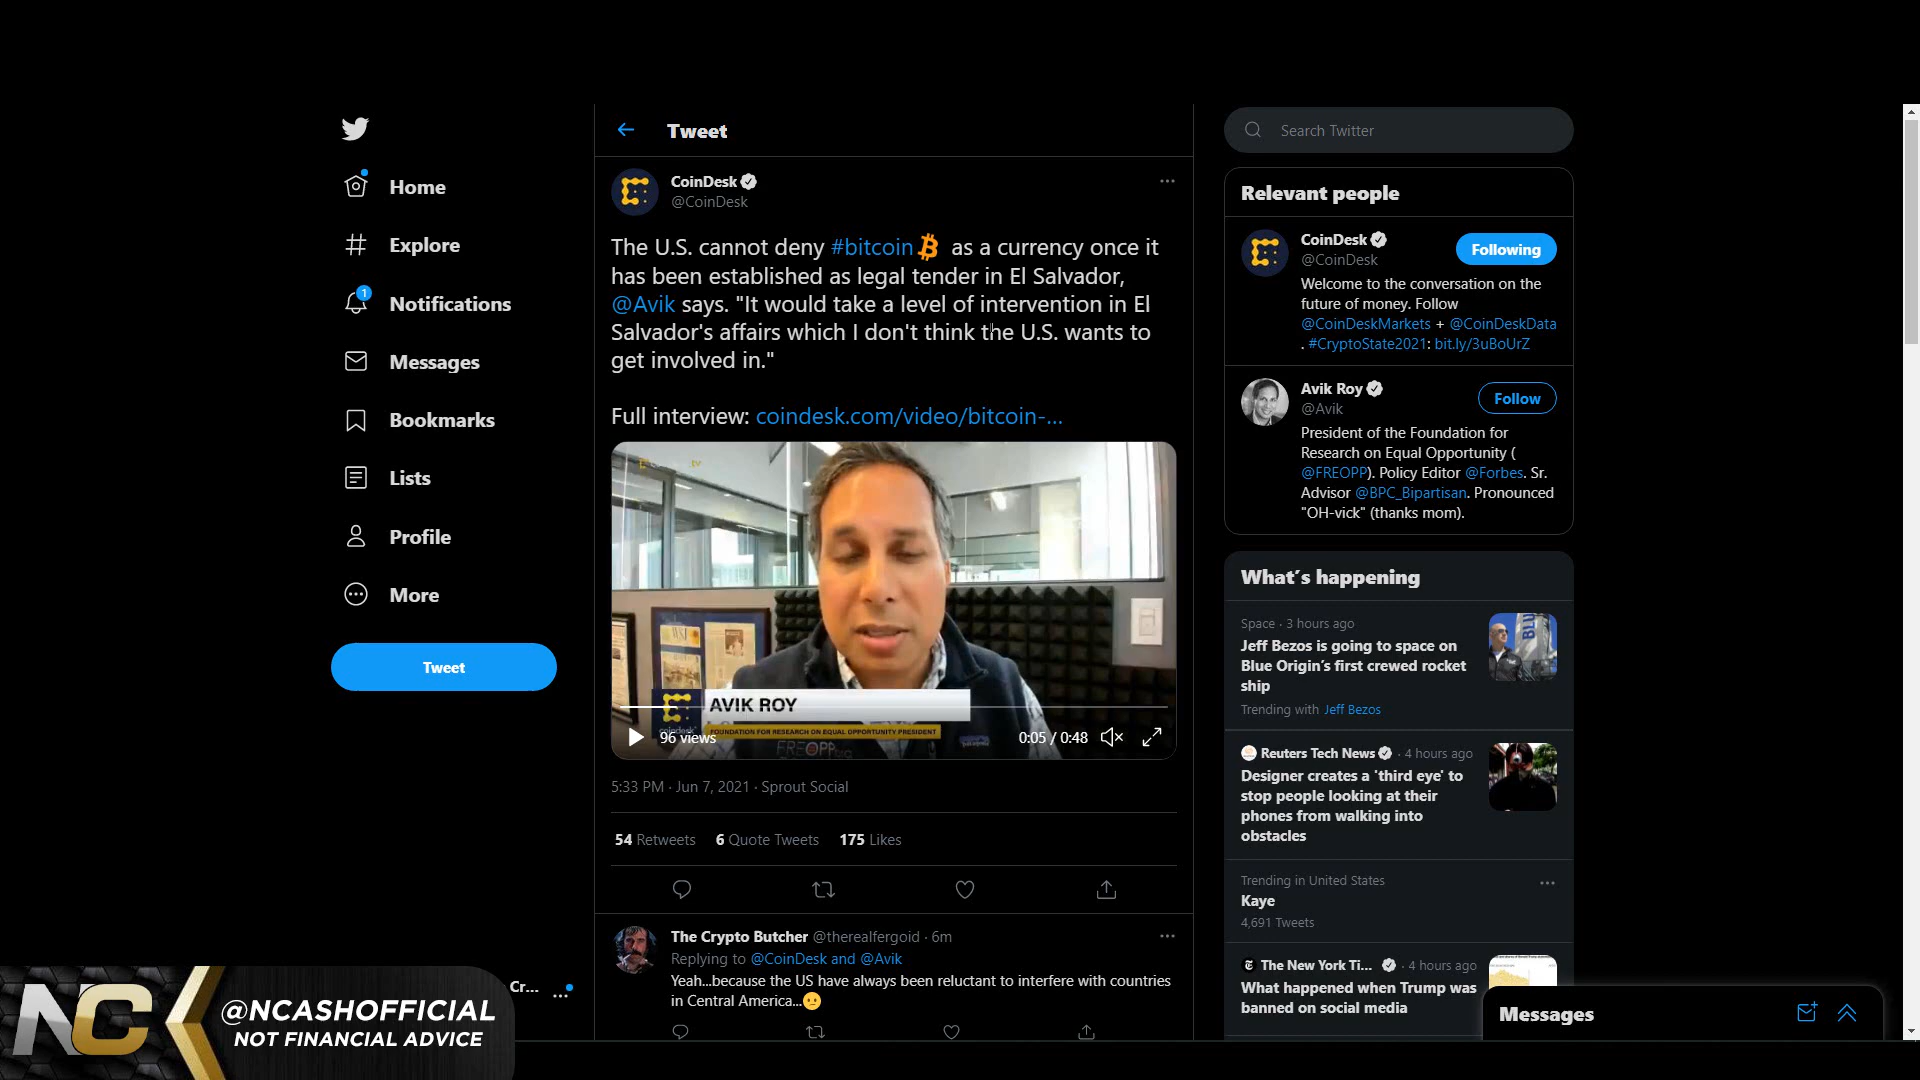 Home
Explore
1
Notifications
Messages
Bookmarks
Lists
Profile
More
Tweet
Cr...
Tweet
CoinDesk
@CoinDesk
The U.S. cannot deny #bitcoin as a currency once it
has been established as legal tender in El Salvador,
@Avik says. "It would take a level of intervention in El
Salvador's affairs which I don't think the U.S. wants to
get involved in."
Full interview: coindesk.com/video/bitcoin-...
AVIK ROY
coindesk
FOUNDATION FOR RESEARCH ON EQUAL OPPORTUNITY PRESIDENT
FREOPP.org
96 views
0:05 / 0:48
5:33 PM · Jun 7, 2021 · Sprout Social
54 Retweets 6 Quote Tweets 175 Likes
The Crypto Butcher @therealfergoid · 6m
Replying to @CoinDesk and @Avik
Yeah...because the US have always been reluctant to interfere with countries
in Central America...😐
Search Twitter
Relevant people
CoinDesk
@CoinDesk
Following
Welcome to the conversation on the
future of money. Follow
@CoinDeskMarkets + @CoinDeskData
. #CryptoState2021: bit.ly/3uBoUrZ
Avik Roy
@Avik
Follow
President of the Foundation for
Research on Equal Opportunity (
@FREOPP). Policy Editor @Forbes. Sr.
Advisor @BPC_Bipartisan. Pronounced
"OH-vick" (thanks mom).
What's happening
Space · 3 hours ago
Jeff Bezos is going to space on
Blue Origin's first crewed rocket
ship
Trending with Jeff Bezos
Reuters Tech News · 4 hours ago
Designer creates a 'third eye' to
stop people looking at their
phones from walking into
obstacles
Trending in United States
Kaye
4,691 Tweets
The New York Ti... · 4 hours ago
What happened when Trump was
banned on social media
Messages
NC
@NCASHOFFICIAL
NOT FINANCIAL ADVICE